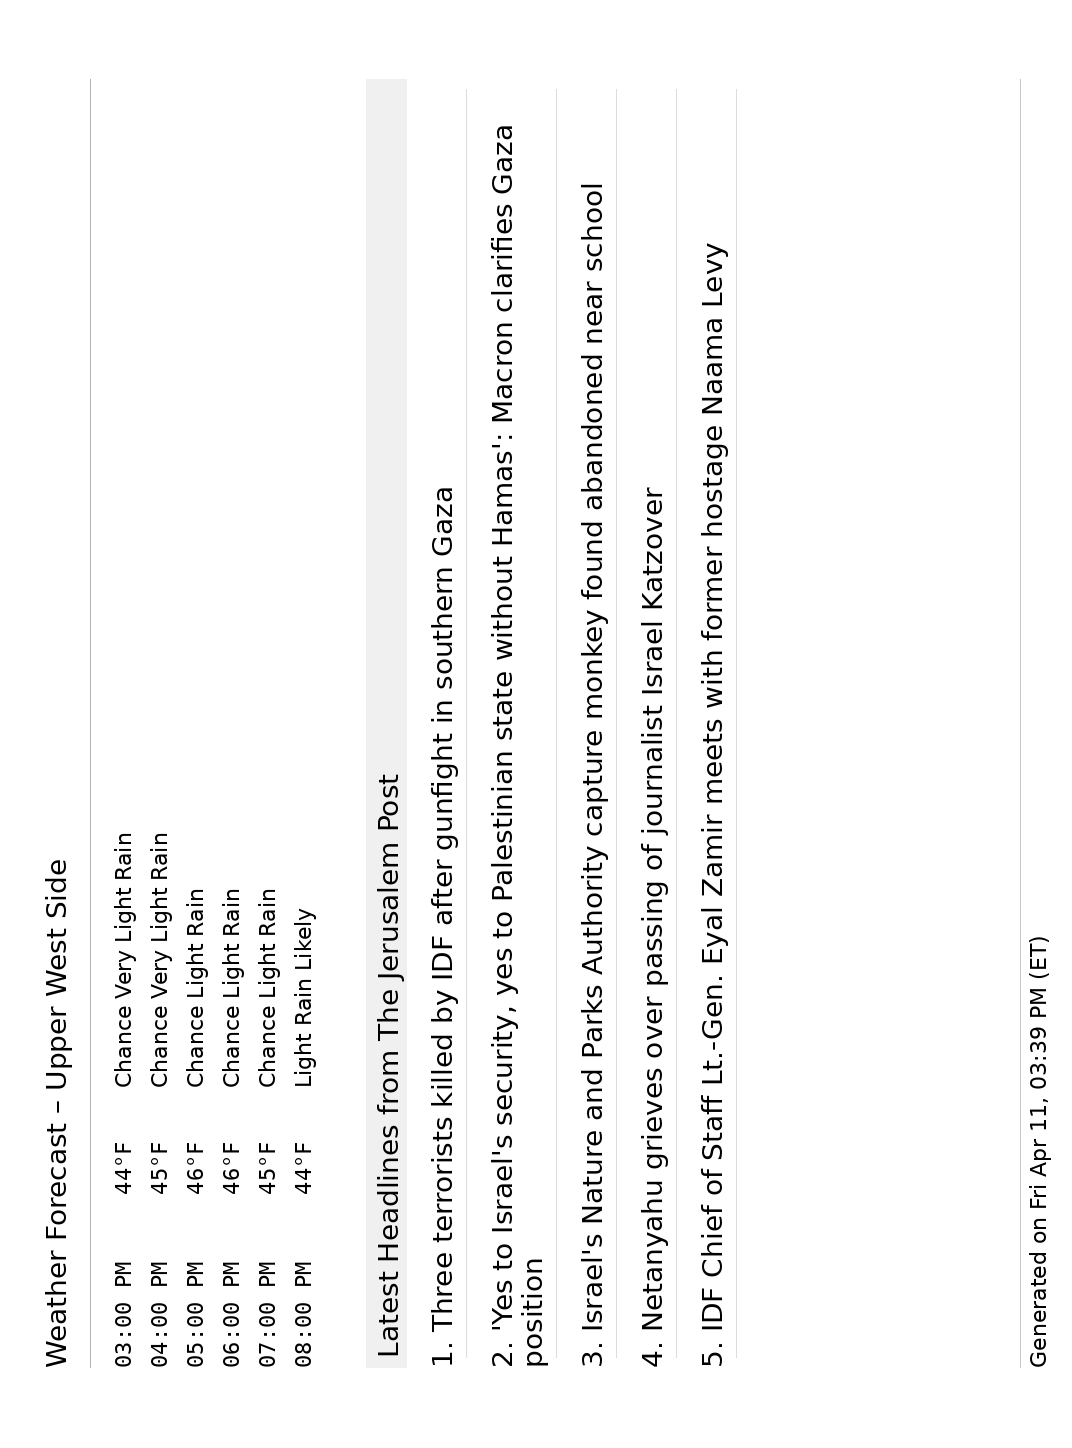 Weather Forecast – Upper West Side
03:00 PM 44°F Chance Very Light Rain
04:00 PM 45°F Chance Very Light Rain
05:00 PM 46°F Chance Light Rain
06:00 PM 46°F Chance Light Rain
07:00 PM 45°F Chance Light Rain
08:00 PM 44°F Light Rain Likely
Latest Headlines from The Jerusalem Post
1. Three terrorists killed by IDF after gunfight in southern Gaza
2. 'Yes to Israel's security, yes to Palestinian state without Hamas': Macron clarifies Gaza
position
3. Israel's Nature and Parks Authority capture monkey found abandoned near school
4. Netanyahu grieves over passing of journalist Israel Katzover
5. IDF Chief of Staff Lt.-Gen. Eyal Zamir meets with former hostage Naama Levy
Generated on Fri Apr 11, 03:39 PM (ET)